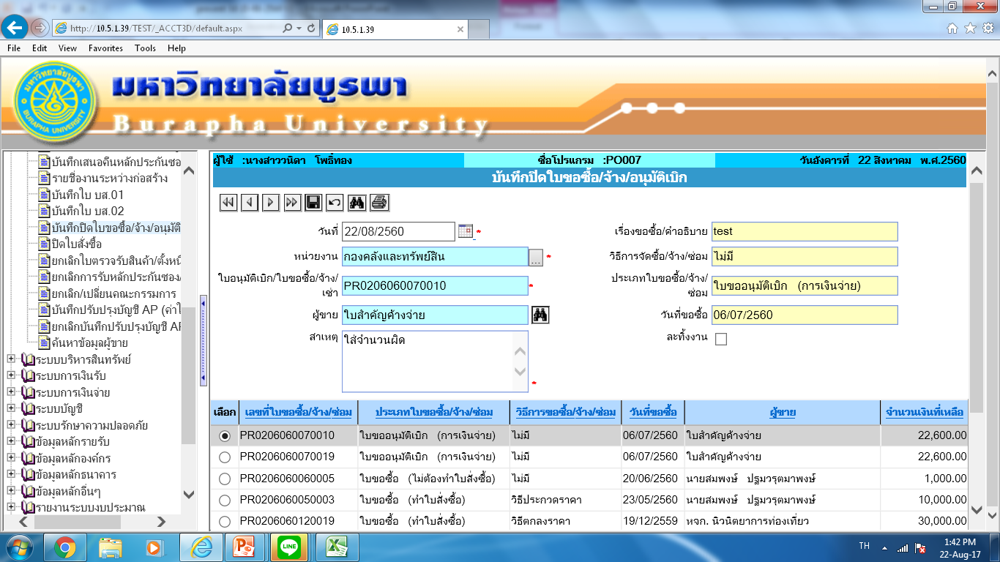 http://10.5.1.39/TEST/_ACCT3D/default.aspx
10.5.1.39
File Edit View Favorites Tools Help
มหาวิทยาลัยบูรพา
Burapha University
มหาวิทยาลัยบูรพา
BURAPHA UNIVERSITY
บันทึกเสนอคืนหลักประกันซอ
รายชื่องานระหว่างก่อสร้าง
บันทึกใบ บส.01
บันทึกใบ บส.02
บันทึกปิดใบขอซื้อ/จ้าง/อนุมัติ
ปิดใบสั่งซื้อ
ยกเลิกใบตรวจรับสินค้า/ตั้งหนี้
ยกเลิกการรับหลักประกันซอง/
ยกเลิก/เปลี่ยนคณะกรรมการ
บันทึกปรับปรุงบัญชี AP (ค่าใ
ยกเลิกบันทึกปรับปรุงบัญชี AP
ค้นหาข้อมูลผู้ขาย
ระบบบริหารสินทรัพย์
ระบบการเงินรับ
ระบบการเงินจ่าย
ระบบบัญชี
ระบบรักษาความปลอดภัย
ข้อมูลหลักรายรับ
ข้อมูลหลักองค์กร
ข้อมูลหลักธนาคาร
ข้อมูลหลักอื่นๆ
รายงานระบบงบประมาณ
ผู้ใช้ :นางสาววนิดา โพธิ์ทอง ชื่อโปรแกรม :PO007 วันอังคารที่ 22 สิงหาคม พ.ศ.2560
บันทึกปิดใบขอซื้อ/จ้าง/อนุมัติเบิก
วันที่ 22/08/2560 * เรื่องขอซื้อ/คำอธิบาย test
หน่วยงาน กองคลังและทรัพย์สิน ... * วิธีการจัดซื้อ/จ้าง/ซ่อม ไม่มี
ใบอนุมัติเบิก/ใบขอซื้อ/จ้าง/เช่า PR0206060070010 * ประเภทใบขอซื้อ/จ้าง/ซ่อม ใบขออนุมัติเบิก (การเงินจ่าย)
ผู้ขาย ใบสำคัญค้างจ่าย วันที่ขอซื้อ 06/07/2560
สาเหตุ ใส่จำนวนผิด * ละทิ้งงาน
เลือก เลขที่ใบขอซื้อ/จ้าง/ซ่อม ประเภทใบขอซื้อ/จ้าง/ซ่อม วิธีการขอซื้อ/จ้าง/ซ่อม วันที่ขอซื้อ ผู้ขาย จำนวนเงินที่เหลือ
PR0206060070010 ใบขออนุมัติเบิก (การเงินจ่าย) ไม่มี 06/07/2560 ใบสำคัญค้างจ่าย 22,600.00
PR0206060070019 ใบขออนุมัติเบิก (การเงินจ่าย) ไม่มี 06/07/2560 ใบสำคัญค้างจ่าย 22,600.00
PR0206060060005 ใบขอซื้อ (ไม่ต้องทำใบสั่งซื้อ) ไม่มี 20/06/2560 นายสมพงษ์ ปฐมวรุตมาพงษ์ 1,000.00
PR0206060050003 ใบขอซื้อ (ทำใบสั่งซื้อ) วิธีประกวดราคา 23/05/2560 นายสมพงษ์ ปฐมวรุตมาพงษ์ 10,000.00
PR0206060120019 ใบขอซื้อ (ทำใบสั่งซื้อ) วิธีตกลงราคา 19/12/2559 หจก. นิวนิตยาการท่องเที่ยว 30,000.00
LINE
TH 1:42 PM
22-Aug-17